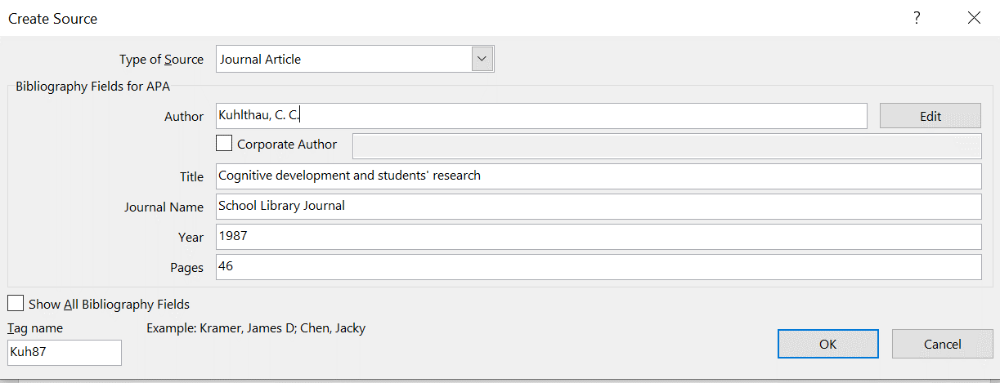 Create Source
?
Type of Source Journal Article
Bibliography Fields for APA
Author Kuhlthau, C. C. Edit
Corporate Author
Title Cognitive development and students' research
Journal Name School Library Journal
Year 1987
Pages 46
Show All Bibliography Fields
Tag name Example: Kramer, James D; Chen, Jacky
Kuh87 OK Cancel